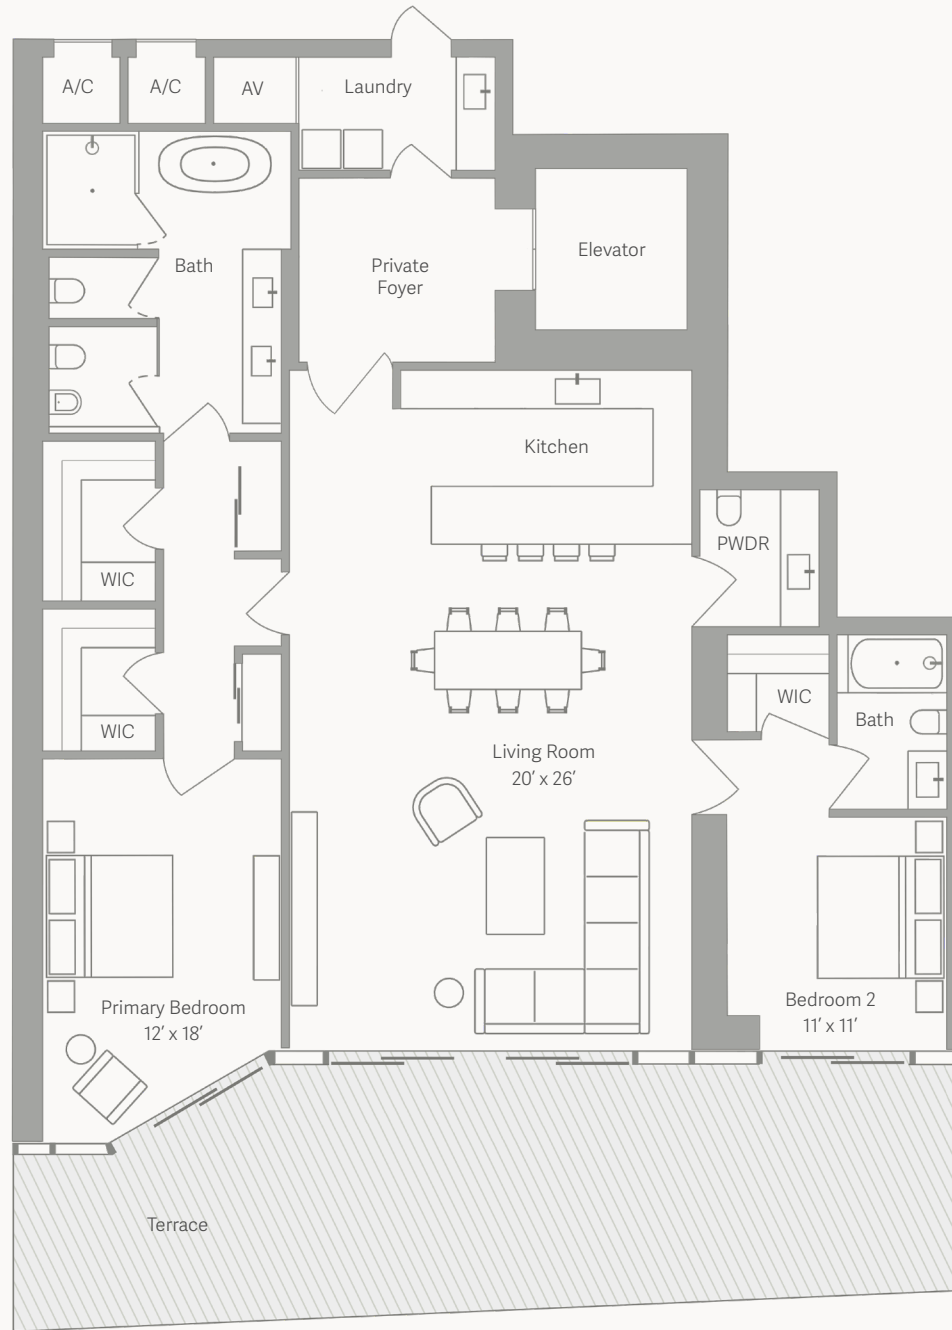 A/C
A/C
AV
Laundry
Bath
Private
Foyer
Elevator
Kitchen
PWDR
WIC
WIC
WIC
Bath
Living Room
20’ x 26’
Primary Bedroom
12’ x 18’
Bedroom 2
11’ x 11’
Terrace